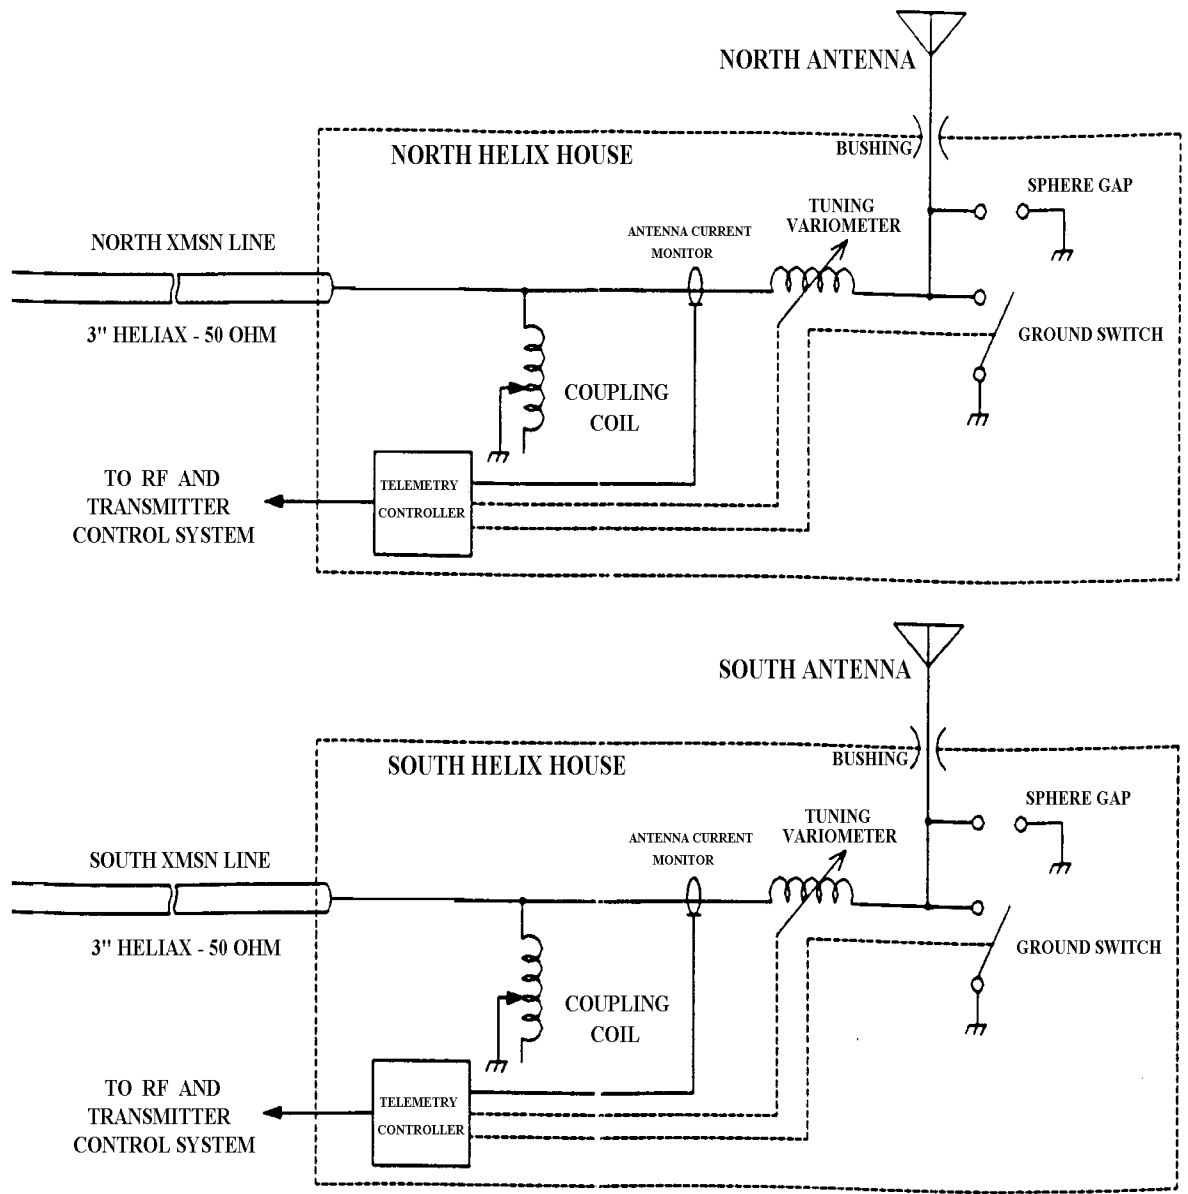 NORTH ANTENNA
BUSHING
NORTH HELIX HOUSE
SPHERE GAP
TUNING
VARIOMETER
ANTENNA CURRENT
MONITOR
NORTH XMSN LINE
3" HELIAX - 50 OHM
GROUND SWITCH
COUPLING
COIL
TO RF AND
TRANSMITTER
CONTROL SYSTEM
TELEMETRY
CONTROLLER
SOUTH ANTENNA
BUSHING
SOUTH HELIX HOUSE
SPHERE GAP
TUNING
VARIOMETER
ANTENNA CURRENT
MONITOR
SOUTH XMSN LINE
3" HELIAX - 50 OHM
GROUND SWITCH
COUPLING
COIL
TO RF AND
TRANSMITTER
CONTROL SYSTEM
TELEMETRY
CONTROLLER